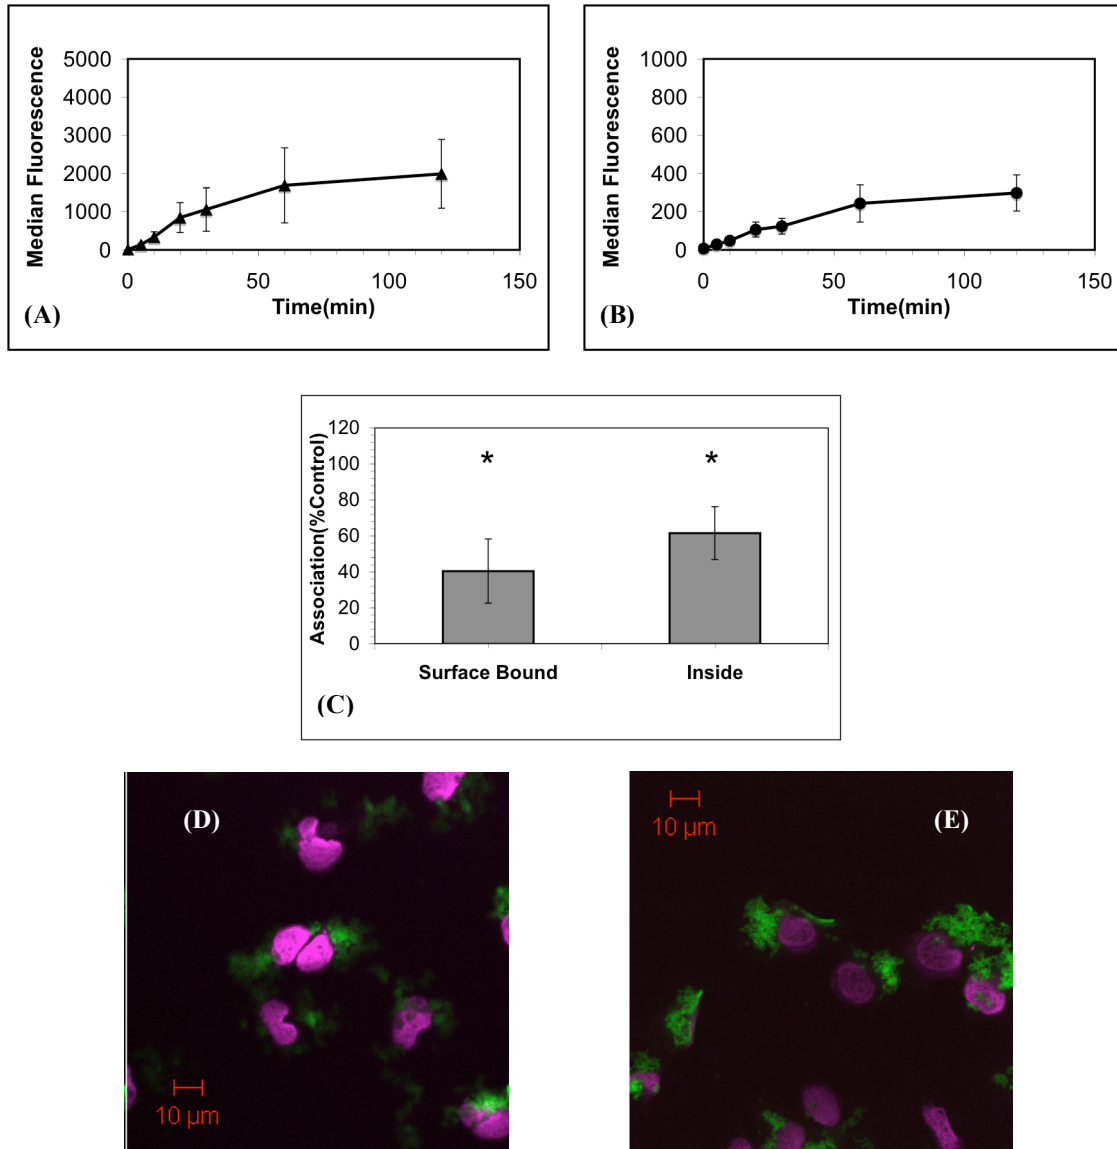 5000
4000
3000
2000
1000
0
Median Fluorescence
0 50 100 150
Time(min)
(A)
1000
800
600
400
200
0
Median Fluorescence
0 50 100 150
Time(min)
(B)
120
100
80
60
40
20
0
Association(%Control)
* *
Surface Bound Inside
(C)
(D)
10 µm
10 µm
(E)